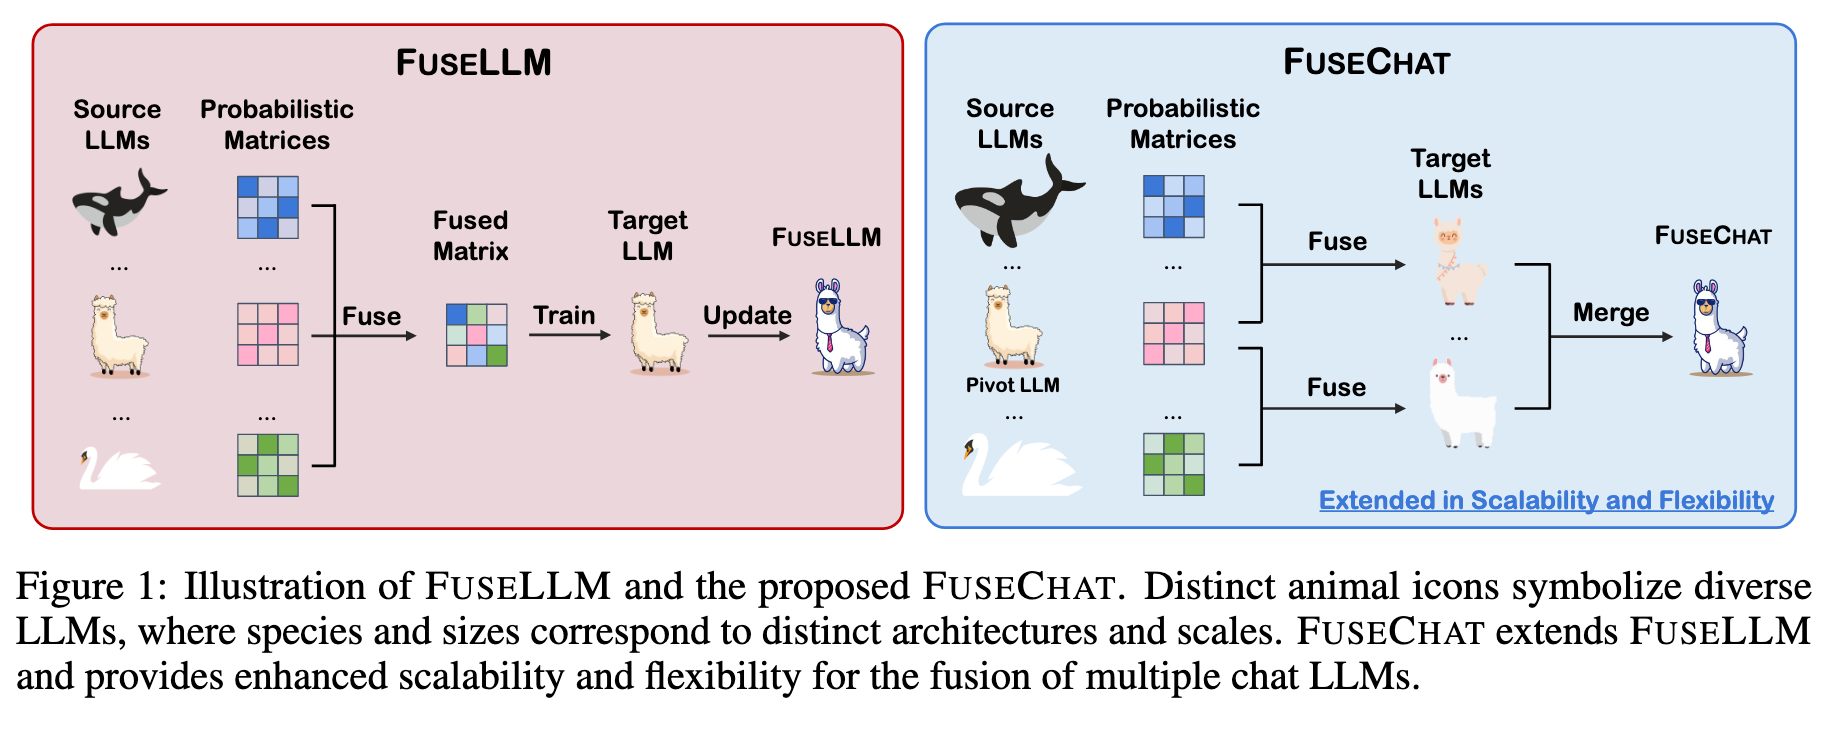 FUSELLM
Source
LLMs
Probabilistic
Matrices
...
...
...
...
Fuse
Fused
Matrix
Train
Target
LLM
Update
FUSELLM
FUSECHAT
Source
LLMs
Probabilistic
Matrices
...
...
Pivot LLM
...
...
Fuse
Fuse
Target
LLMs
...
Merge
FUSECHAT
Extended in Scalability and Flexibility
Figure 1: Illustration of FUSELLM and the proposed FUSECHAT. Distinct animal icons symbolize diverse
LLMs, where species and sizes correspond to distinct architectures and scales. FUSECHAT extends FUSELLM
and provides enhanced scalability and flexibility for the fusion of multiple chat LLMs.